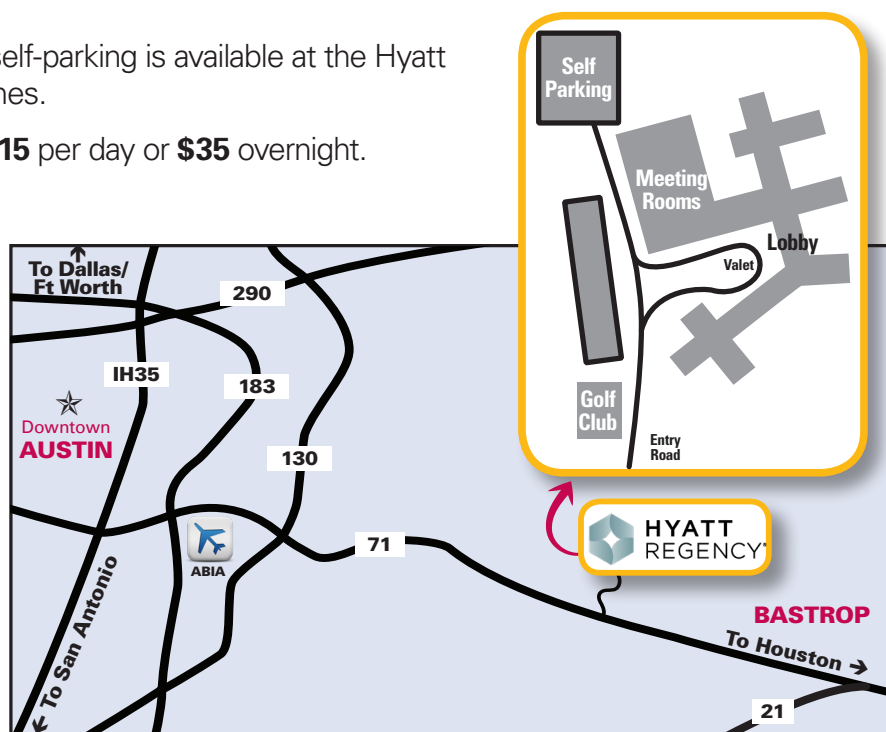 self-parking is available at the Hyatt
nes.
15 per day or $35 overnight.
Self
Parking
Meeting
Rooms
Lobby
Valet
Golf
Club
Entry
Road
To Dallas/
Ft Worth
290
IH35
183
Downtown
AUSTIN
130
ABIA
71
HYATT
REGENCY
BASTROP
To San Antonio
To Houston
21